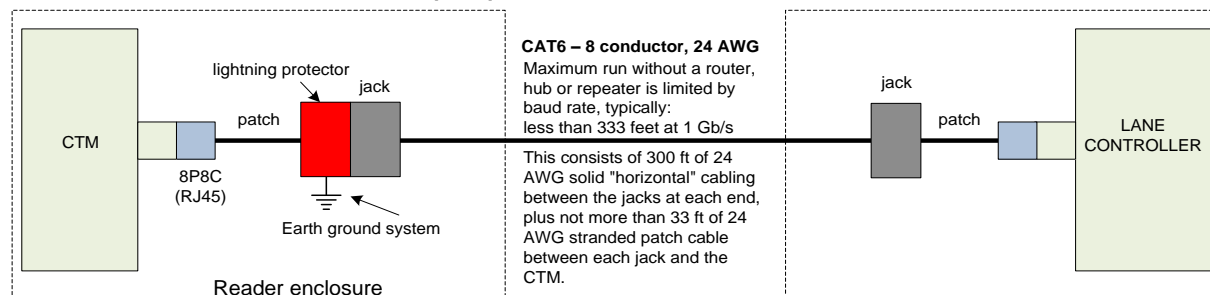 CTM
8P8C
(RJ45)
patch
lightning protector
jack
Earth ground system
Reader enclosure
CAT6 – 8 conductor, 24 AWG
Maximum run without a router,
hub or repeater is limited by
baud rate, typically:
less than 333 feet at 1 Gb/s
This consists of 300 ft of 24
AWG solid "horizontal" cabling
between the jacks at each end,
plus not more than 33 ft of 24
AWG stranded patch cable
between each jack and the
CTM.
jack
patch
LANE
CONTROLLER